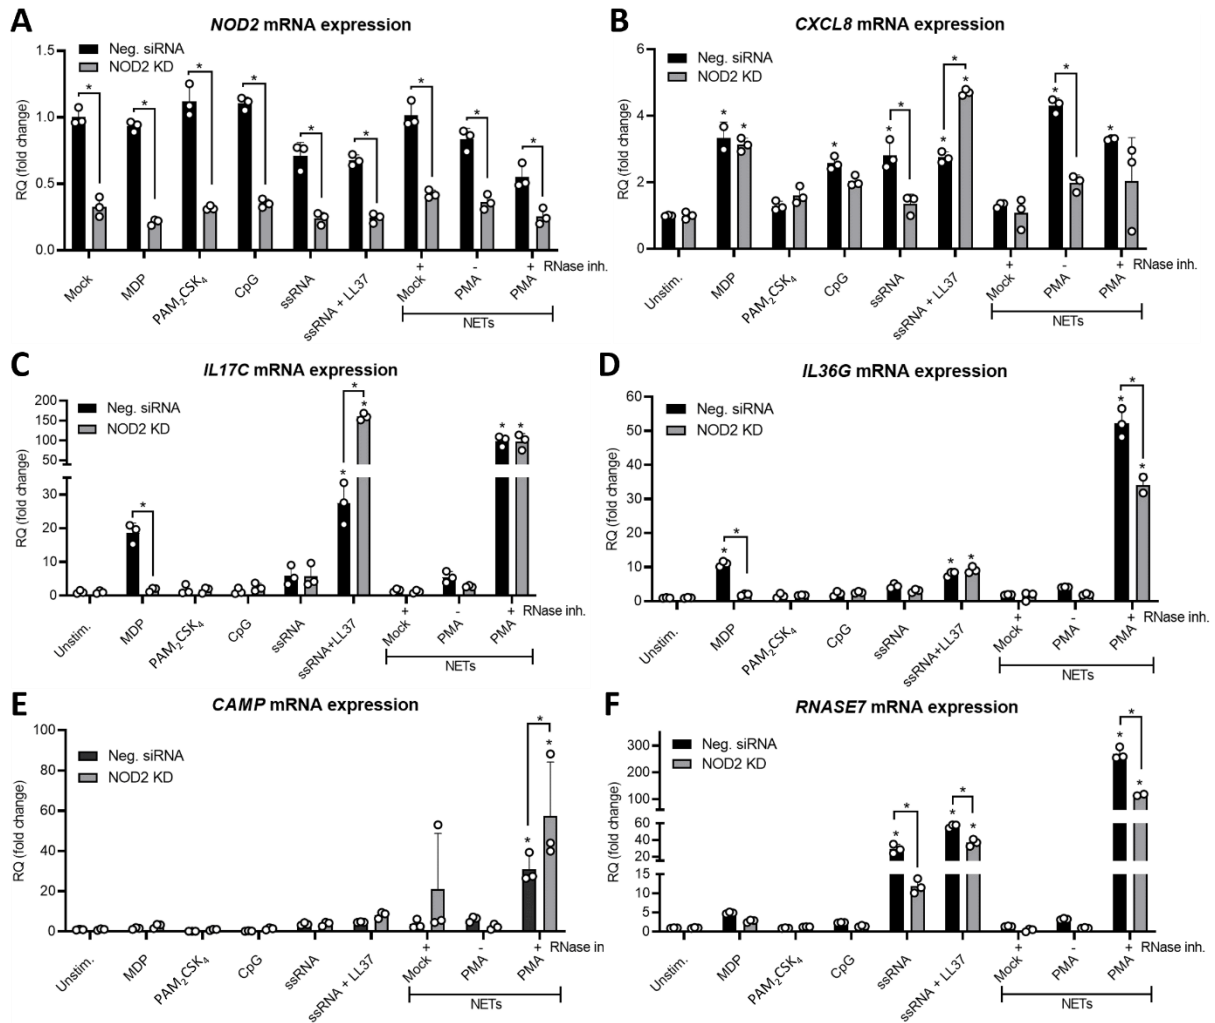 A
NOD2 mRNA expression
Neg. siRNA
NOD2 KD
RQ (fold change)
1.5
1.0
0.5
0.0
* * * * * * * * *
Mock MDP PAM2CSK4 CpG ssRNA ssRNA + LL37 Mock PMA PMA
+ - + RNase inh.
NETs
B
CXCL8 mRNA expression
Neg. siRNA
NOD2 KD
RQ (fold change)
6
4
2
0
* * * * * * * * * * *
Unstim. MDP PAM2CSK4 CpG ssRNA ssRNA + LL37 Mock PMA PMA
+ - + RNase inh.
NETs
C
IL17C mRNA expression
Neg. siRNA
NOD2 KD
RQ (fold change)
200
150
100
50
30
20
10
0
* * * * * *
Unstim. MDP PAM2CSK4 CpG ssRNA ssRNA+LL37 Mock PMA PMA
+ - + RNase inh.
NETs
D
IL36G mRNA expression
Neg. siRNA
NOD2 KD
RQ (fold change)
60
50
40
30
20
10
0
* * * * * * *
Unstim. MDP PAM2CSK4 CpG ssRNA ssRNA+LL37 Mock PMA PMA
+ - + RNase inh.
NETs
E
CAMP mRNA expression
Neg. siRNA
NOD2 KD
RQ (fold change)
100
80
60
40
20
0
* * *
Unstim. MDP PAM2CSK4 CpG ssRNA ssRNA + LL37 Mock PMA PMA
+ - + RNase in
NETs
F
RNASE7 mRNA expression
Neg. siRNA
NOD2 KD
RQ (fold change)
300
200
100
60
40
20
15
10
5
0
* * * * * * * *
Unstim. MDP PAM2CSK4 CpG ssRNA ssRNA + LL37 Mock PMA PMA
+ - + RNase inh.
NETs